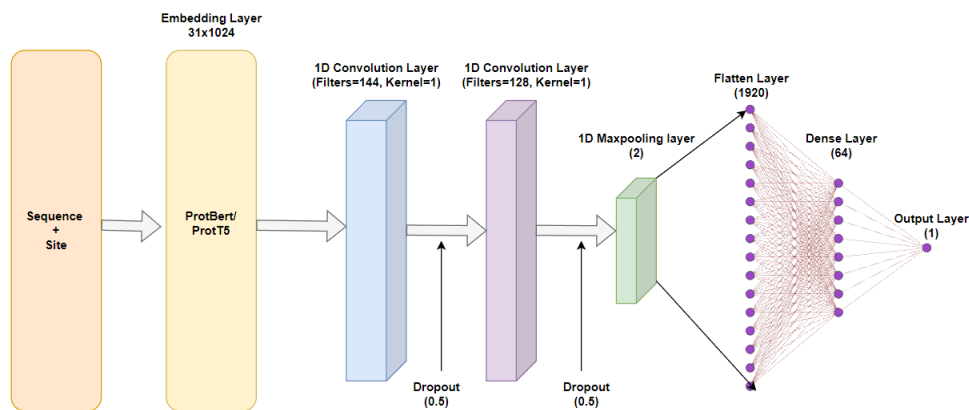 Embedding Layer
31x1024
1D Convolution Layer
(Filters=144, Kernel=1)
1D Convolution Layer
(Filters=128, Kernel=1)
Flatten Layer
(1920)
1D Maxpooling layer
(2)
Dense Layer
(64)
Sequence
+
Site
ProtBert/
ProtT5
Output Layer
(1)
Dropout
(0.5)
Dropout
(0.5)